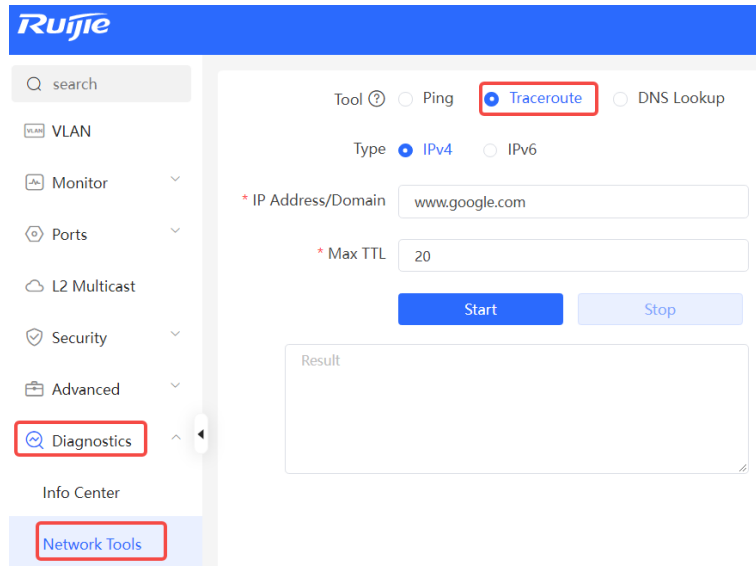 Ruijie
search
VLAN VLAN
Monitor
Ports
L2 Multicast
Security
Advanced
Diagnostics
Info Center
Network Tools
Tool ? Ping Traceroute DNS Lookup
Type IPv4 IPv6
* IP Address/Domain www.google.com
* Max TTL 20
Start Stop
Result